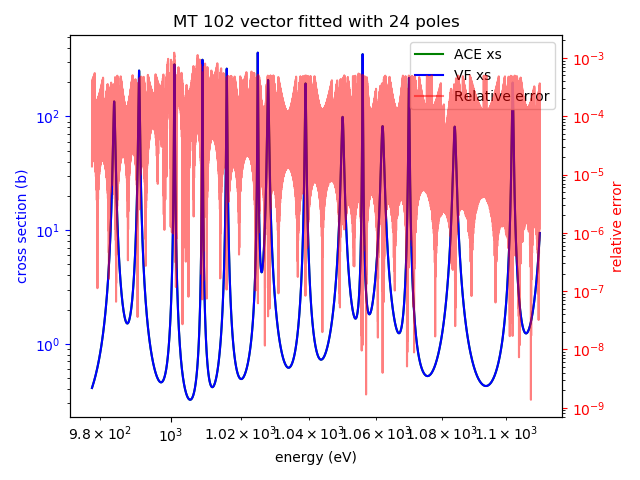 MT 102 vector fitted with 24 poles
ACE xs
VF xs
Relative error
10²
10¹
10⁰
cross section (b)
10⁻³
10⁻⁴
10⁻⁵
10⁻⁶
10⁻⁷
10⁻⁸
10⁻⁹
relative error
9.8 × 10² 10³ 1.02 × 10³ 1.04 × 10³ 1.06 × 10³ 1.08 × 10³ 1.1 × 10³
energy (eV)